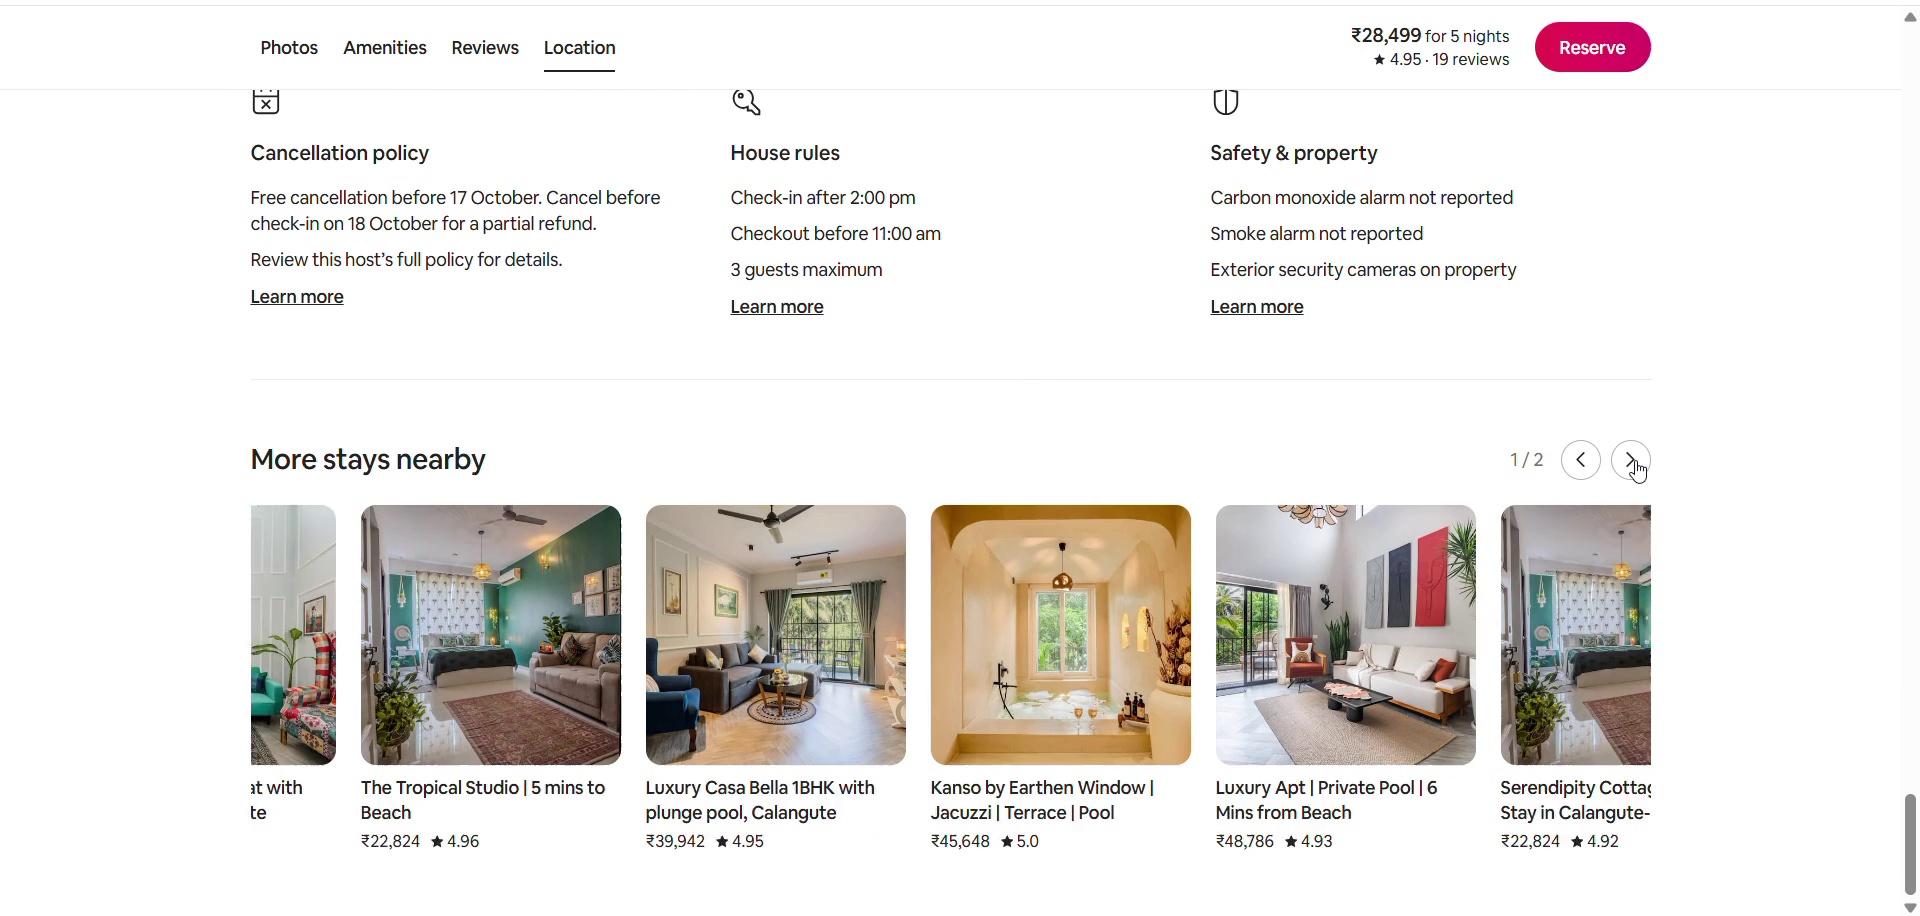 Photos Amenities Reviews Location
₹28,499 for 5 nights
★ 4.95 · 19 reviews
Reserve
Cancellation policy
Free cancellation before 17 October. Cancel before
check-in on 18 October for a partial refund.
Review this host’s full policy for details.
Learn more
House rules
Check-in after 2:00 pm
Checkout before 11:00 am
3 guests maximum
Learn more
Safety & property
Carbon monoxide alarm not reported
Smoke alarm not reported
Exterior security cameras on property
Learn more
More stays nearby
1 / 2
at with
te
The Tropical Studio | 5 mins to
Beach
₹22,824 ★ 4.96
Luxury Casa Bella 1BHK with
plunge pool, Calangute
₹39,942 ★ 4.95
Kanso by Earthen Window |
Jacuzzi | Terrace | Pool
₹45,648 ★ 5.0
Luxury Apt | Private Pool | 6
Mins from Beach
₹48,786 ★ 4.93
Serendipity Cottag
Stay in Calangute-
₹22,824 ★ 4.92